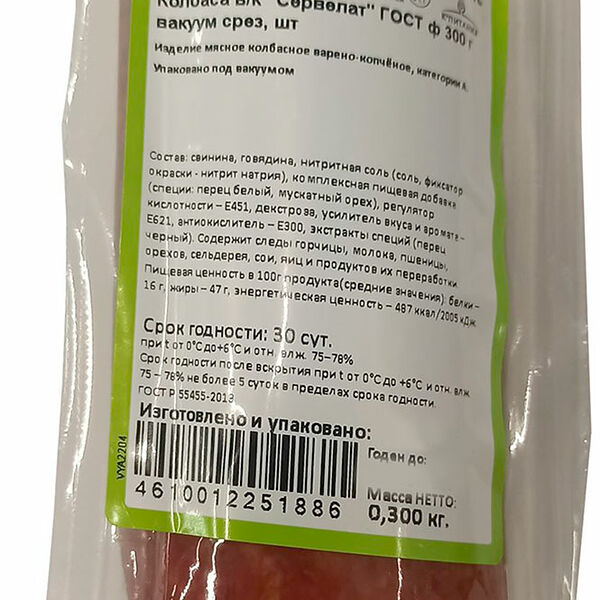 Колбаса в/к "Сервелат" ГОСТ ф 300 г
вакуум срез, шт
Изделие мясное колбасное варено-копчёное, категории А.
Упаковано под вакуумом
Состав: свинина, говядина, нитритная соль (соль, фиксатор
окраски - нитрит натрия), комплексная пищевая добавка
(специи: перец белый, мускатный орех), регулятор
кислотности – Е451, декстроза, усилитель вкуса и аромата –
Е621, антиокислитель – Е300, экстракты специй (перец
черный). Содержит следы горчицы, молока, пшеницы,
орехов, сельдерея, сои, яиц и продуктов их переработки.
Пищевая ценность в 100г продукта(средние значения): белки –
16 г, жиры – 47 г, энергетическая ценность – 487 ккал/2005 кДж
Срок годности: 30 сут.
при t от 0°С до +6°С и отн. влж. 75–78%
Срок годности после вскрытия при t от 0°С до +6°С и отн. влж.
75 – 78% не более 5 суток в пределах срока годности.
ГОСТ Р 55455-2013
Изготовлено и упаковано:
Годен до:
VYA2204
4610012251886
Масса НЕТТО:
0,300 кг.